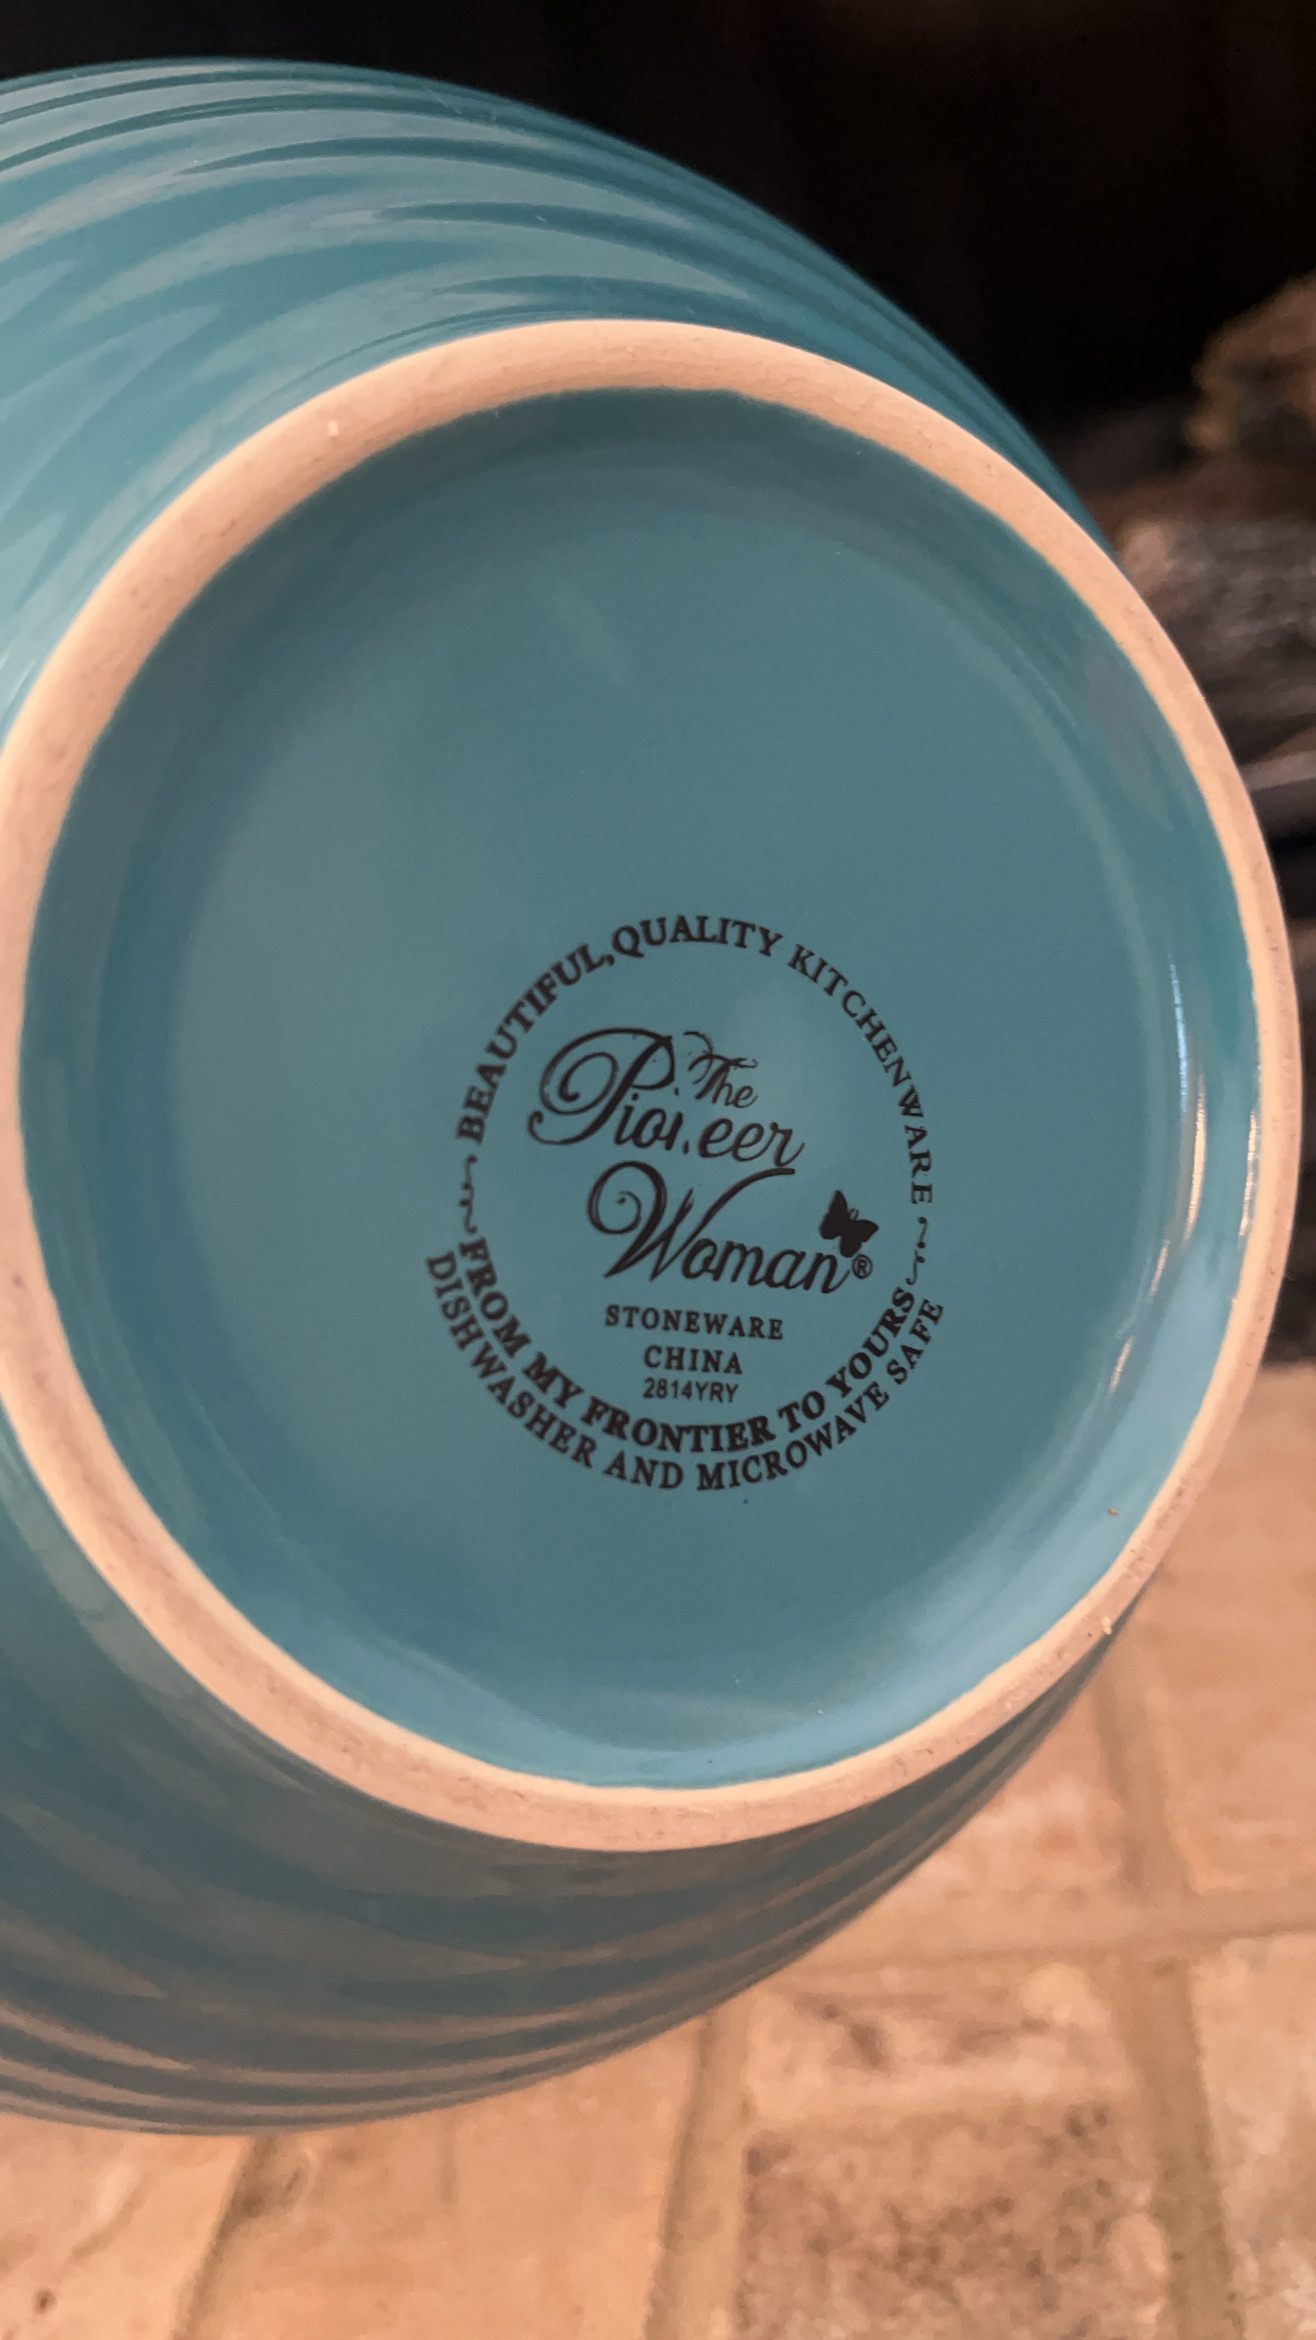 BEAUTIFUL, QUALITY KITCHENWARE
The
Pioneer
Woman®
STONEWARE
CHINA
2814YRY
FROM MY FRONTIER TO YOURS
DISHWASHER AND MICROWAVE SAFE